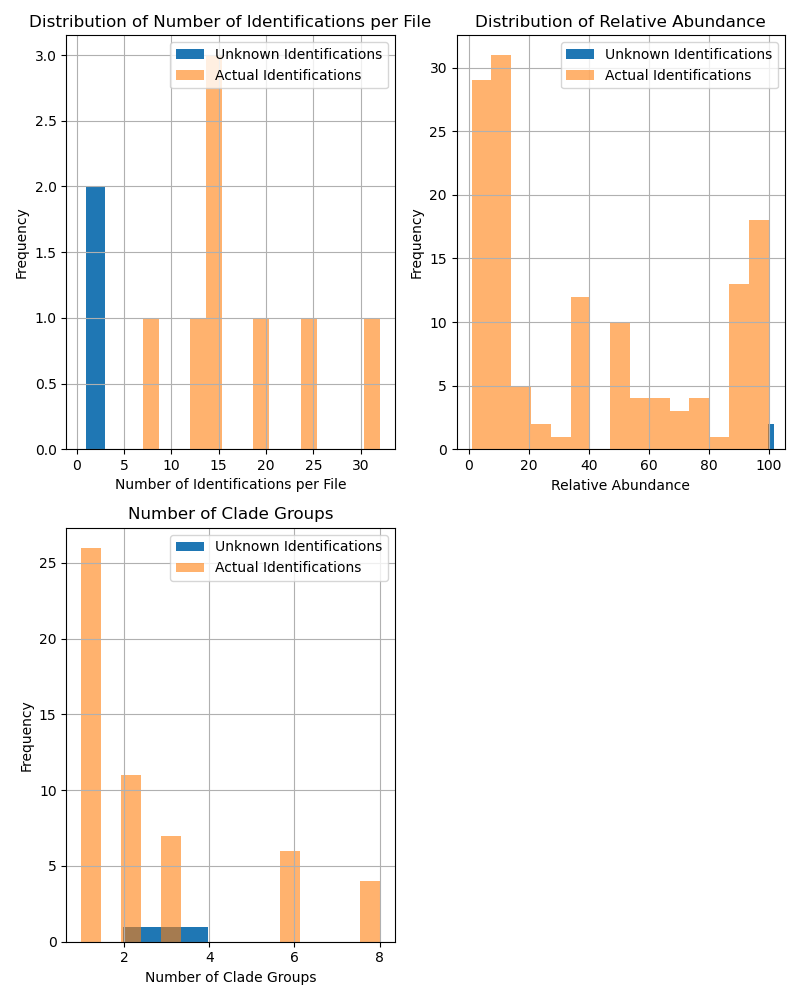 Distribution of Number of Identifications per File
Unknown Identifications
Actual Identifications
3.0
2.5
2.0
1.5
1.0
0.5
0.0
Frequency
0 5 10 15 20 25 30
Number of Identifications per File
Distribution of Relative Abundance
Unknown Identifications
Actual Identifications
30
25
20
15
10
5
0
Frequency
0 20 40 60 80 100
Relative Abundance
Number of Clade Groups
Unknown Identifications
Actual Identifications
25
20
15
10
5
0
Frequency
2 4 6 8
Number of Clade Groups